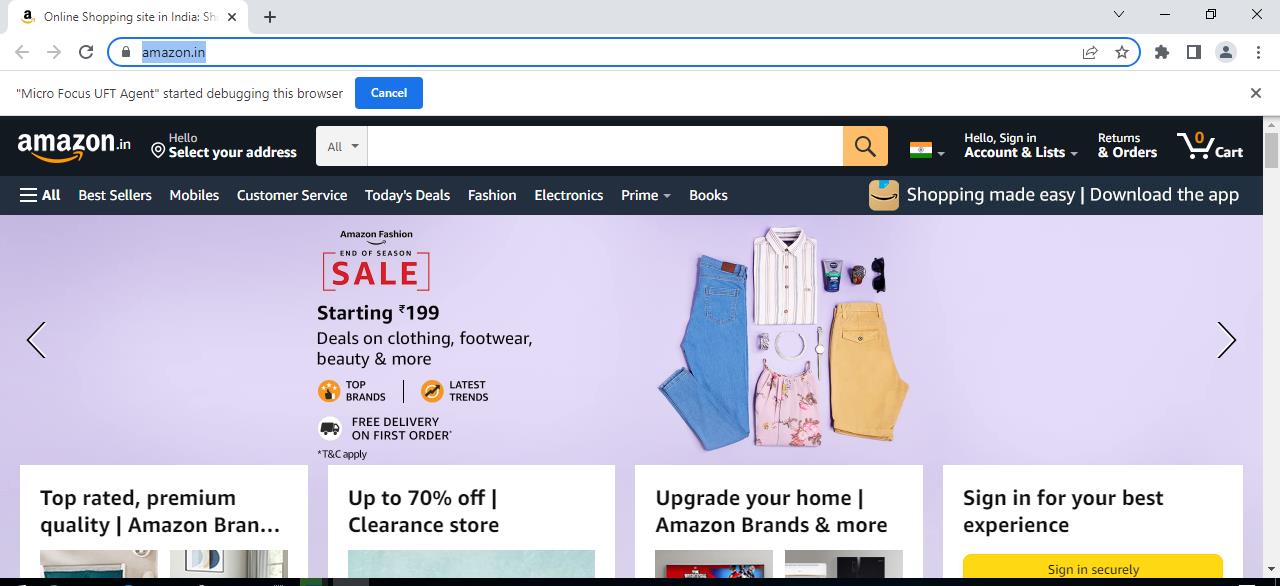 Online Shopping site in India: Sh
amazon.in
"Micro Focus UFT Agent" started debugging this browser
Cancel
amazon.in
Hello
Select your address
All
0
Cart
Hello, Sign in
Account & Lists
Returns
& Orders
All
Best Sellers
Mobiles
Customer Service
Today's Deals
Fashion
Electronics
Prime
Books
Shopping made easy | Download the app
Amazon Fashion
END OF SEASON
SALE
Starting ₹199
Deals on clothing, footwear,
beauty & more
TOP
BRANDS
LATEST
TRENDS
FREE DELIVERY
ON FIRST ORDER*
*T&C apply
Top rated, premium
quality | Amazon Bran...
Up to 70% off |
Clearance store
Upgrade your home |
Amazon Brands & more
Sign in for your best
experience
Sign in securely